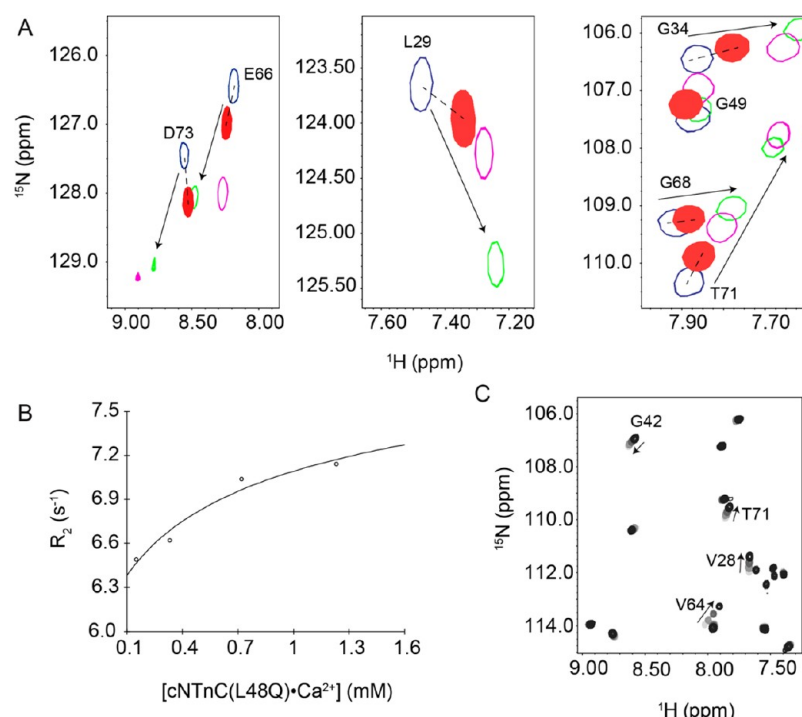 A
126.0
127.0
128.0
129.0
¹⁵N (ppm)
E66
D73
9.00 8.50 8.00
123.50
124.00
124.50
125.00
125.50
L29
7.60 7.40 7.20
106.0
107.0
108.0
109.0
110.0
G34
G49
G68
T71
7.90 7.70
¹H (ppm)
B
7.5
7.2
6.9
6.6
6.3
6.0
R₂ (s⁻¹)
0.1 0.4 0.7 1 1.3 1.6
[cNTnC(L48Q)•Ca²⁺] (mM)
C
106.0
108.0
110.0
112.0
114.0
¹⁵N (ppm)
G42
T71
V28
V64
9.00 8.50 8.00 7.50
¹H (ppm)